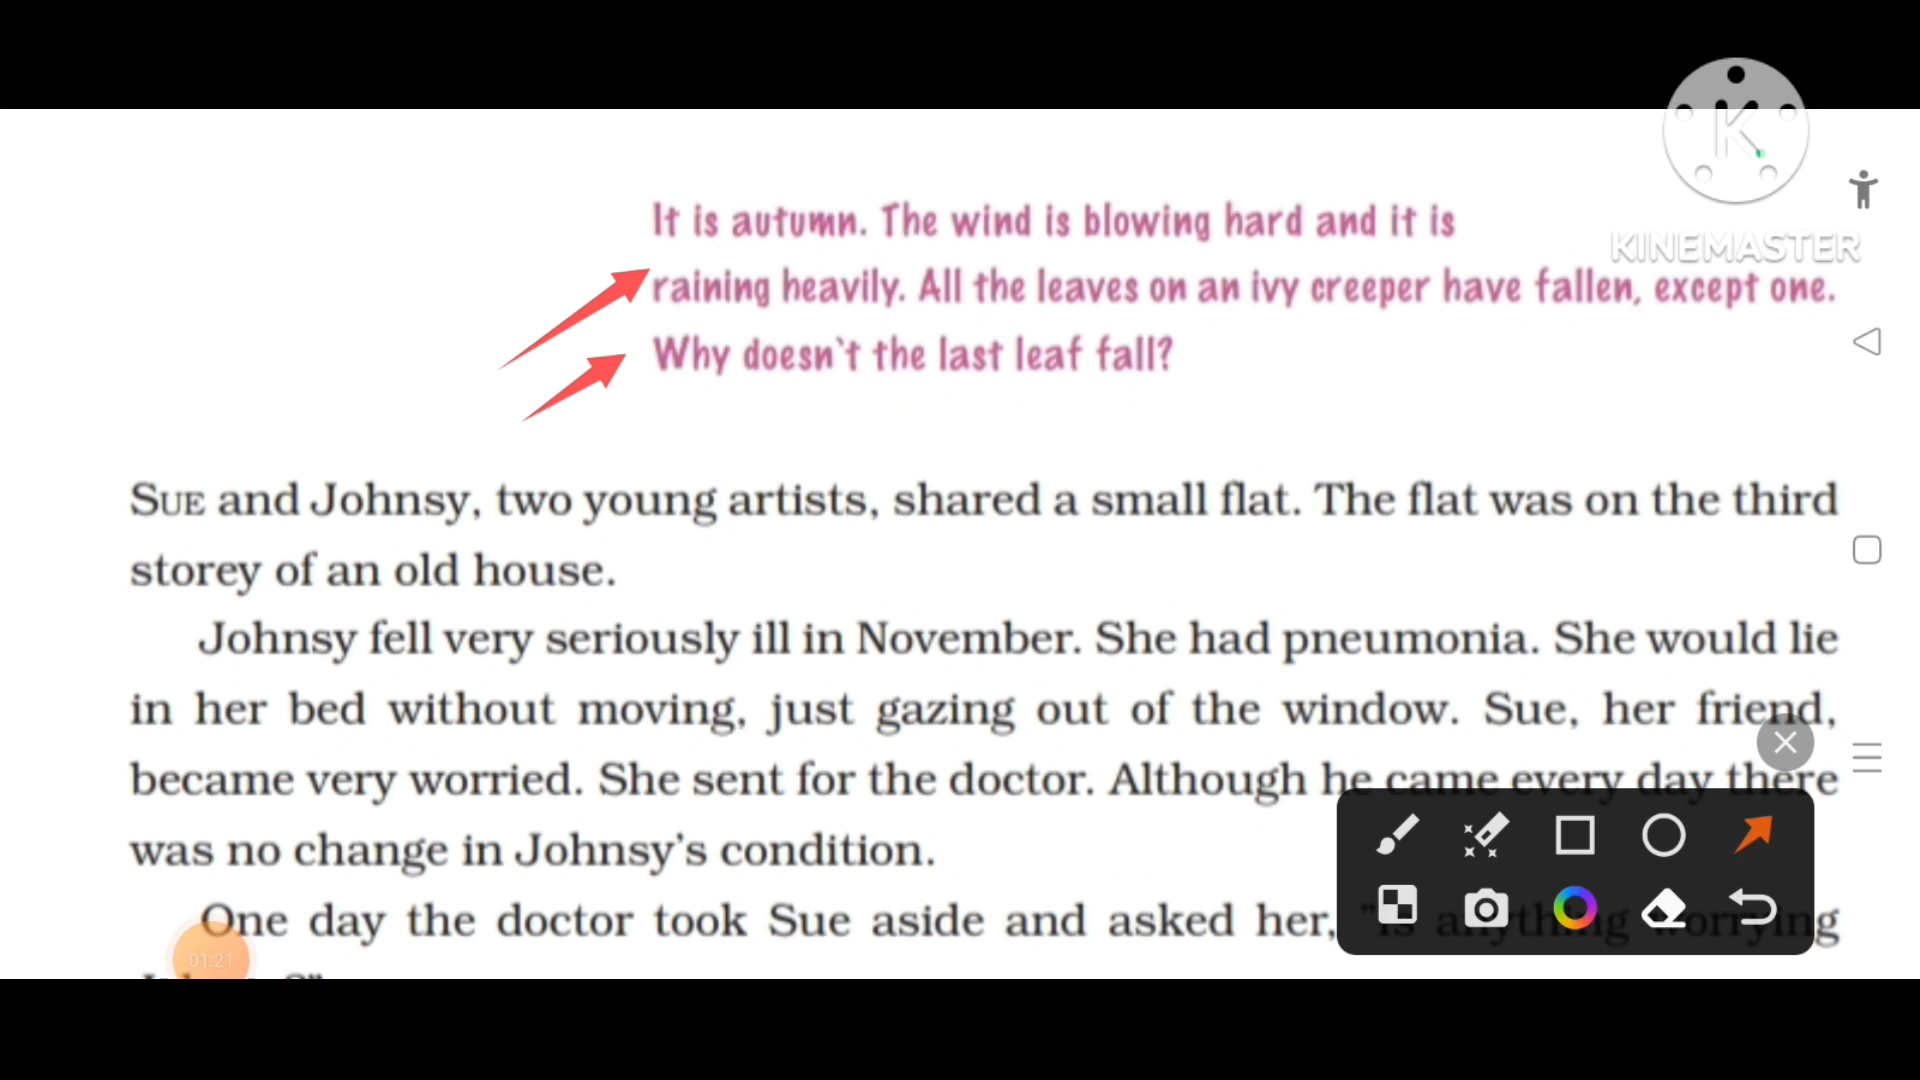 It is autumn. The wind is blowing hard and it is
KINEMASTER
raining heavily. All the leaves on an ivy creeper have fallen, except one.
Why doesn`t the last leaf fall?
SUE and Johnsy, two young artists, shared a small flat. The flat was on the third
storey of an old house.
Johnsy fell very seriously ill in November. She had pneumonia. She would lie
in her bed without moving, just gazing out of the window. Sue, her friend,
became very worried. She sent for the doctor. Although he came every day there
was no change in Johnsy's condition.
One day the doctor took Sue aside and asked her, "Is anything worrying
01:21